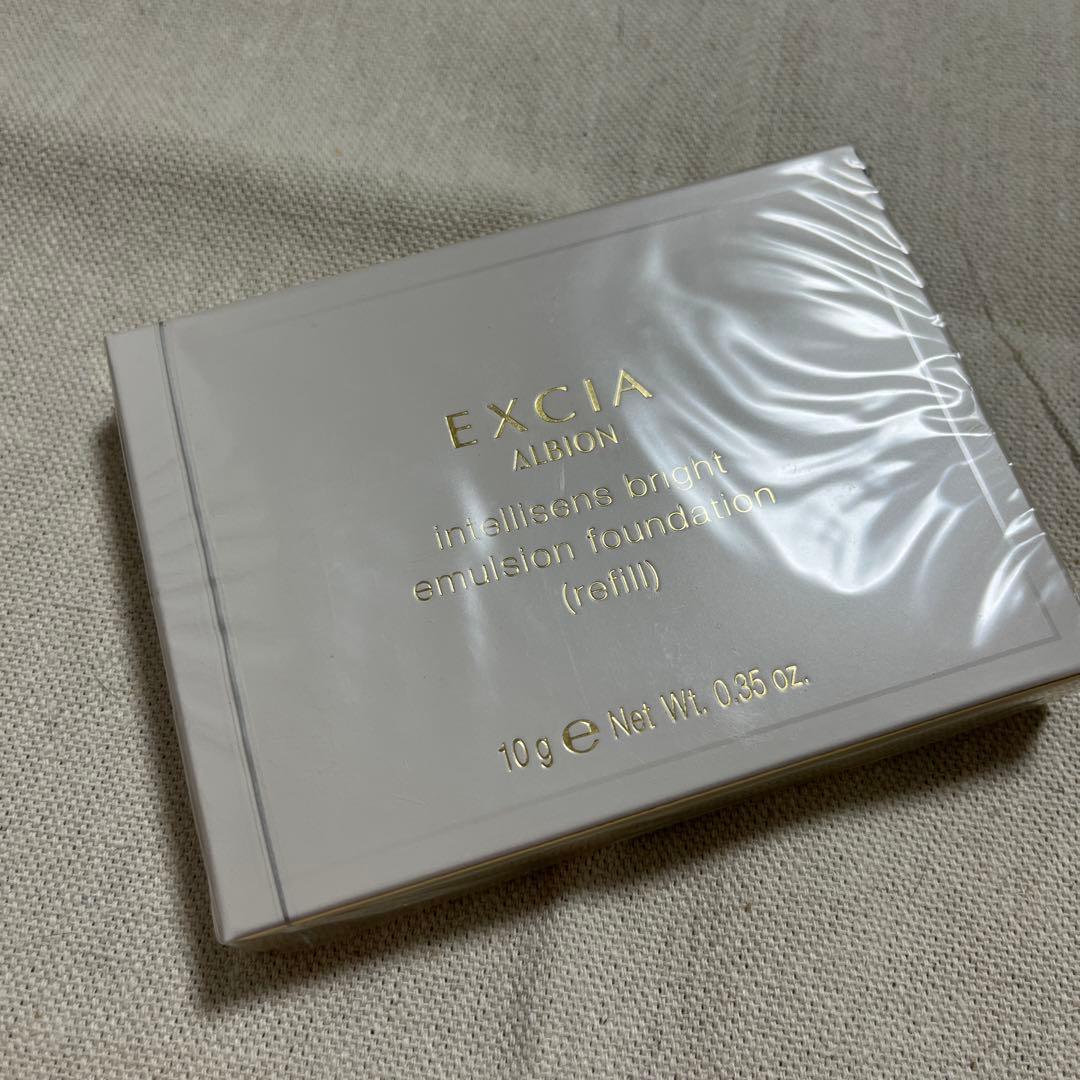 EXCIA
ALBION
intellisens bright
emulsion foundation
(refill)
10 g ℮ Net Wt. 0.35 oz.